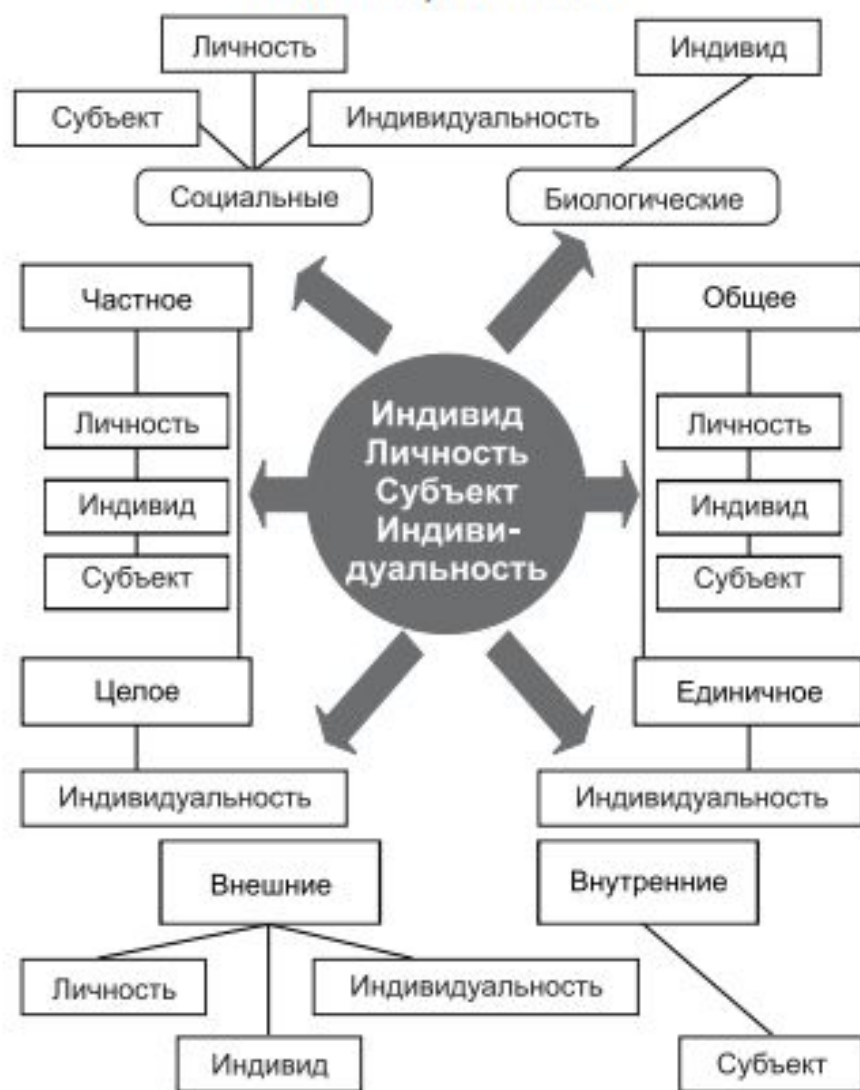 Личность
Индивид
Субъект
Индивидуальность
Социальные
Биологические
Частное
Общее
Личность
Индивид
Субъект
Индивид
Личность
Субъект
Индиви-
дуальность
Личность
Индивид
Субъект
Целое
Единичное
Индивидуальность
Индивидуальность
Внешние
Внутренние
Личность
Индивидуальность
Индивид
Субъект